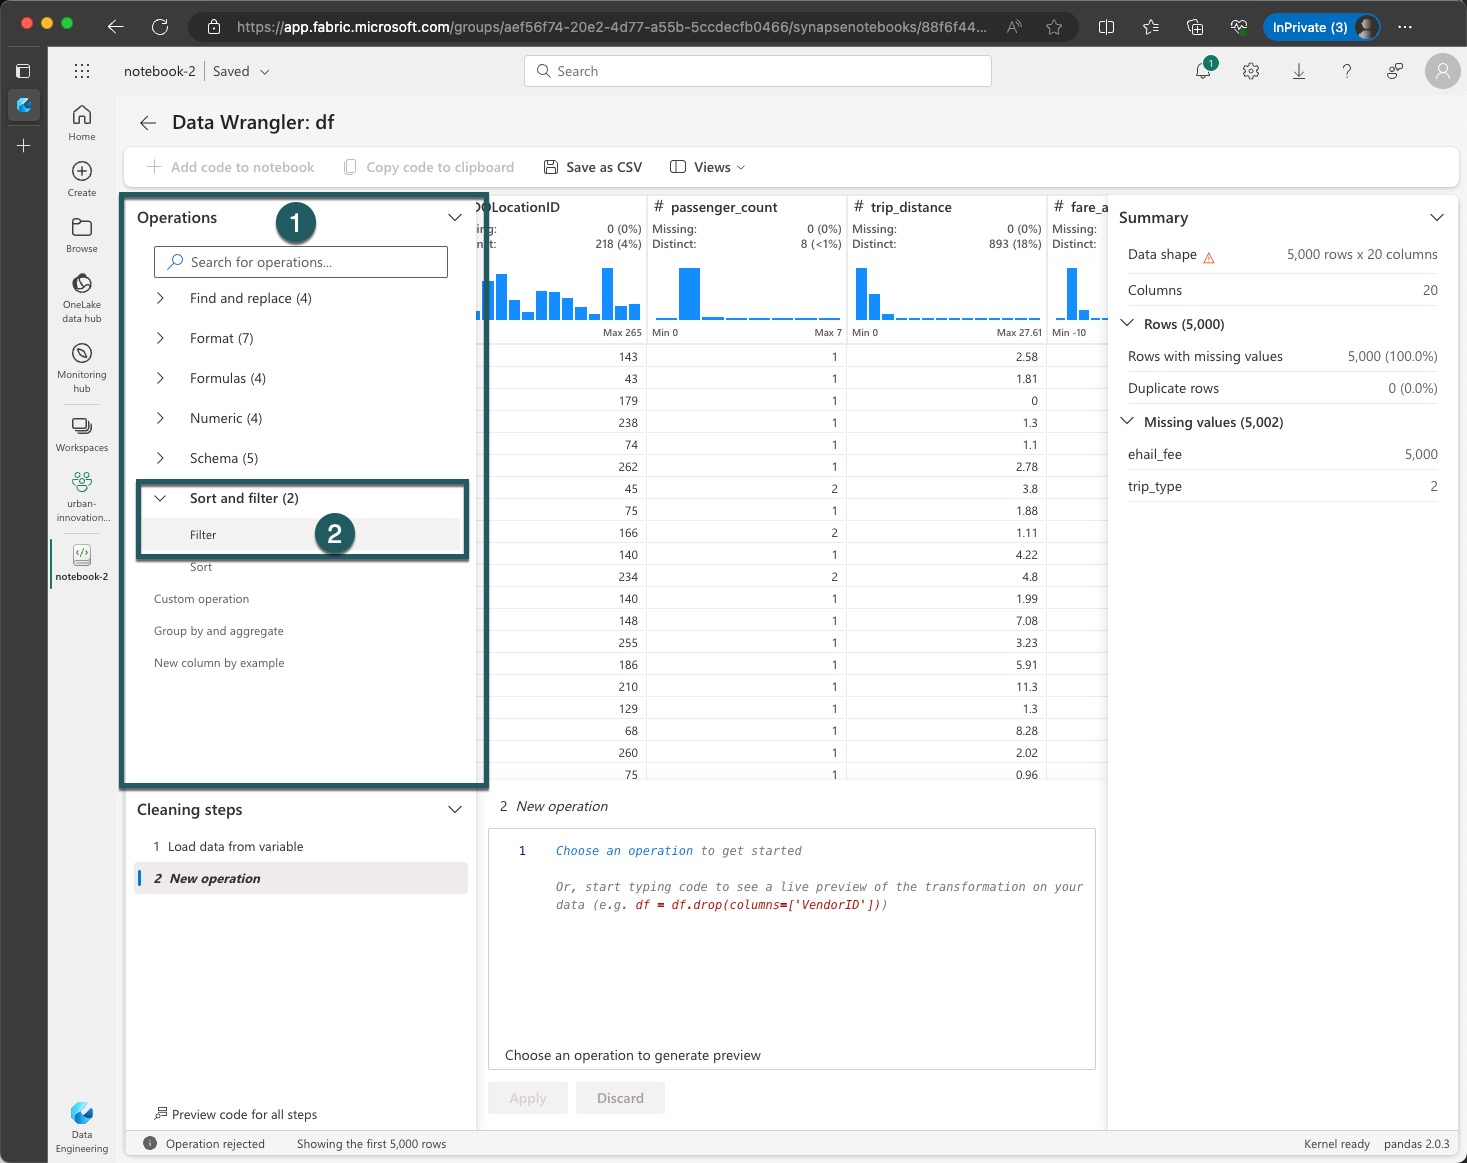 https://app.fabric.microsoft.com/groups/aef56f74-20e2-4d77-a55b-5ccdecfb0466/synapsenotebooks/88f6f44...
InPrivate (3)
notebook-2
Saved
Search
1
Home
Create
Browse
OneLake
data hub
Monitoring
hub
Workspaces
urban-
innovation...
notebook-2
Data
Engineering
Data Wrangler: df
Add code to notebook
Copy code to clipboard
Save as CSV
Views
Operations
1
Search for operations...
Find and replace (4)
Format (7)
Formulas (4)
Numeric (4)
Schema (5)
Sort and filter (2)
Filter
2
Sort
Custom operation
Group by and aggregate
New column by example
Cleaning steps
1 Load data from variable
2 New operation
Preview code for all steps
OLocationID
# passenger_count
# trip_distance
# fare_a
ing: 0 (0%)
Missing: 0 (0%)
Missing: 0 (0%)
Missing:
nct: 218 (4%)
Distinct: 8 (<1%)
Distinct: 893 (18%)
Distinct:
Max 265
Min 0 Max 7
Min 0 Max 27.61
Min -10
143 1 2.58
43 1 1.81
179 1 0
238 1 1.3
74 1 1.1
262 1 2.78
45 2 3.8
75 1 1.88
166 2 1.11
140 1 4.22
234 2 4.8
140 1 1.99
148 1 7.08
255 1 3.23
186 1 5.91
210 1 11.3
129 1 1.3
68 1 8.28
260 1 2.02
75 1 0.96
2 New operation
1 Choose an operation to get started
Or, start typing code to see a live preview of the transformation on your
data (e.g. df = df.drop(columns=['VendorID']))
Choose an operation to generate preview
Apply
Discard
Summary
Data shape 5,000 rows x 20 columns
Columns 20
Rows (5,000)
Rows with missing values 5,000 (100.0%)
Duplicate rows 0 (0.0%)
Missing values (5,002)
ehail_fee 5,000
trip_type 2
Operation rejected
Showing the first 5,000 rows
Kernel ready
pandas 2.0.3